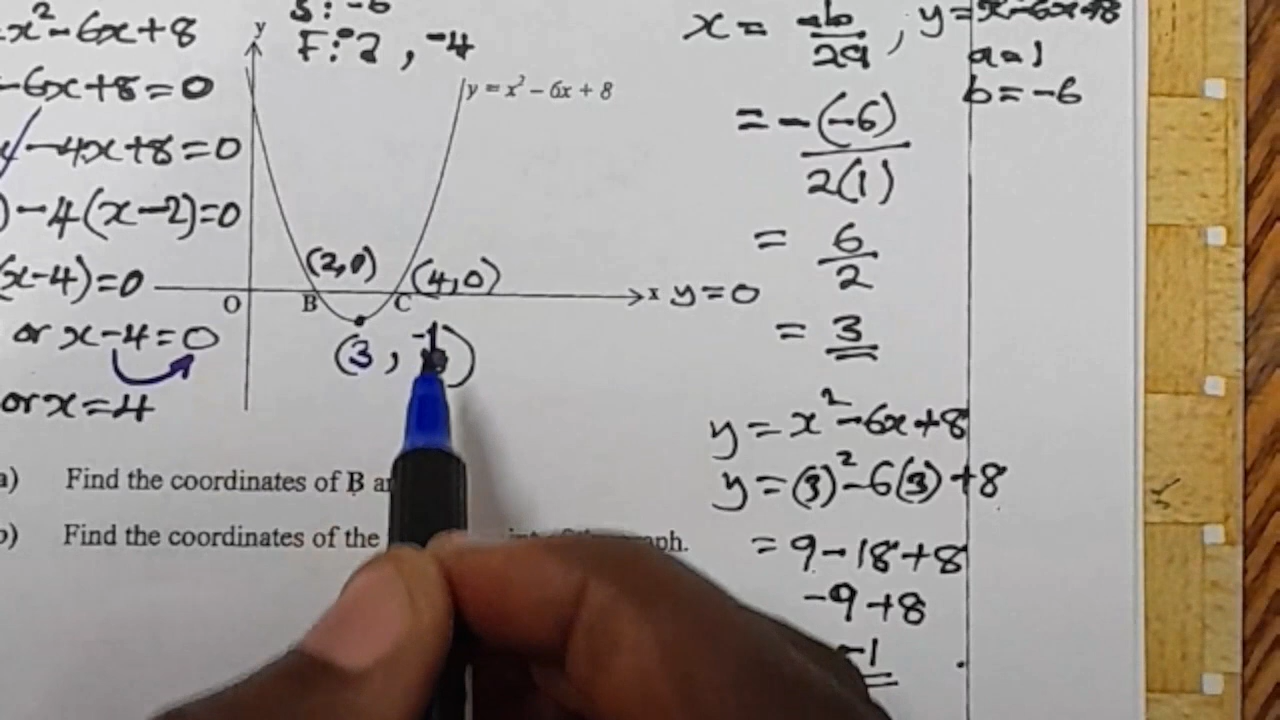 x²-6x+8
-6x+8=0
-4x+8=0
)-4(x-2)=0
(x-4)=0
or x-4=0
or x=4
S: -6
F: 2, -4
y
y = x² – 6x + 8
(2,0)
(4,0)
O
B
C
x
y=0
(3, -1)
a) Find the coordinates of B
b) Find the coordinates of the
x = -b/2a, y=x²-6x+8
a=1
b=-6
= -(-6)/2(1)
= 6/2
= 3
y = x²-6x+8
y = (3)²-6(3)+8
= 9-18+8
-9+8
-1